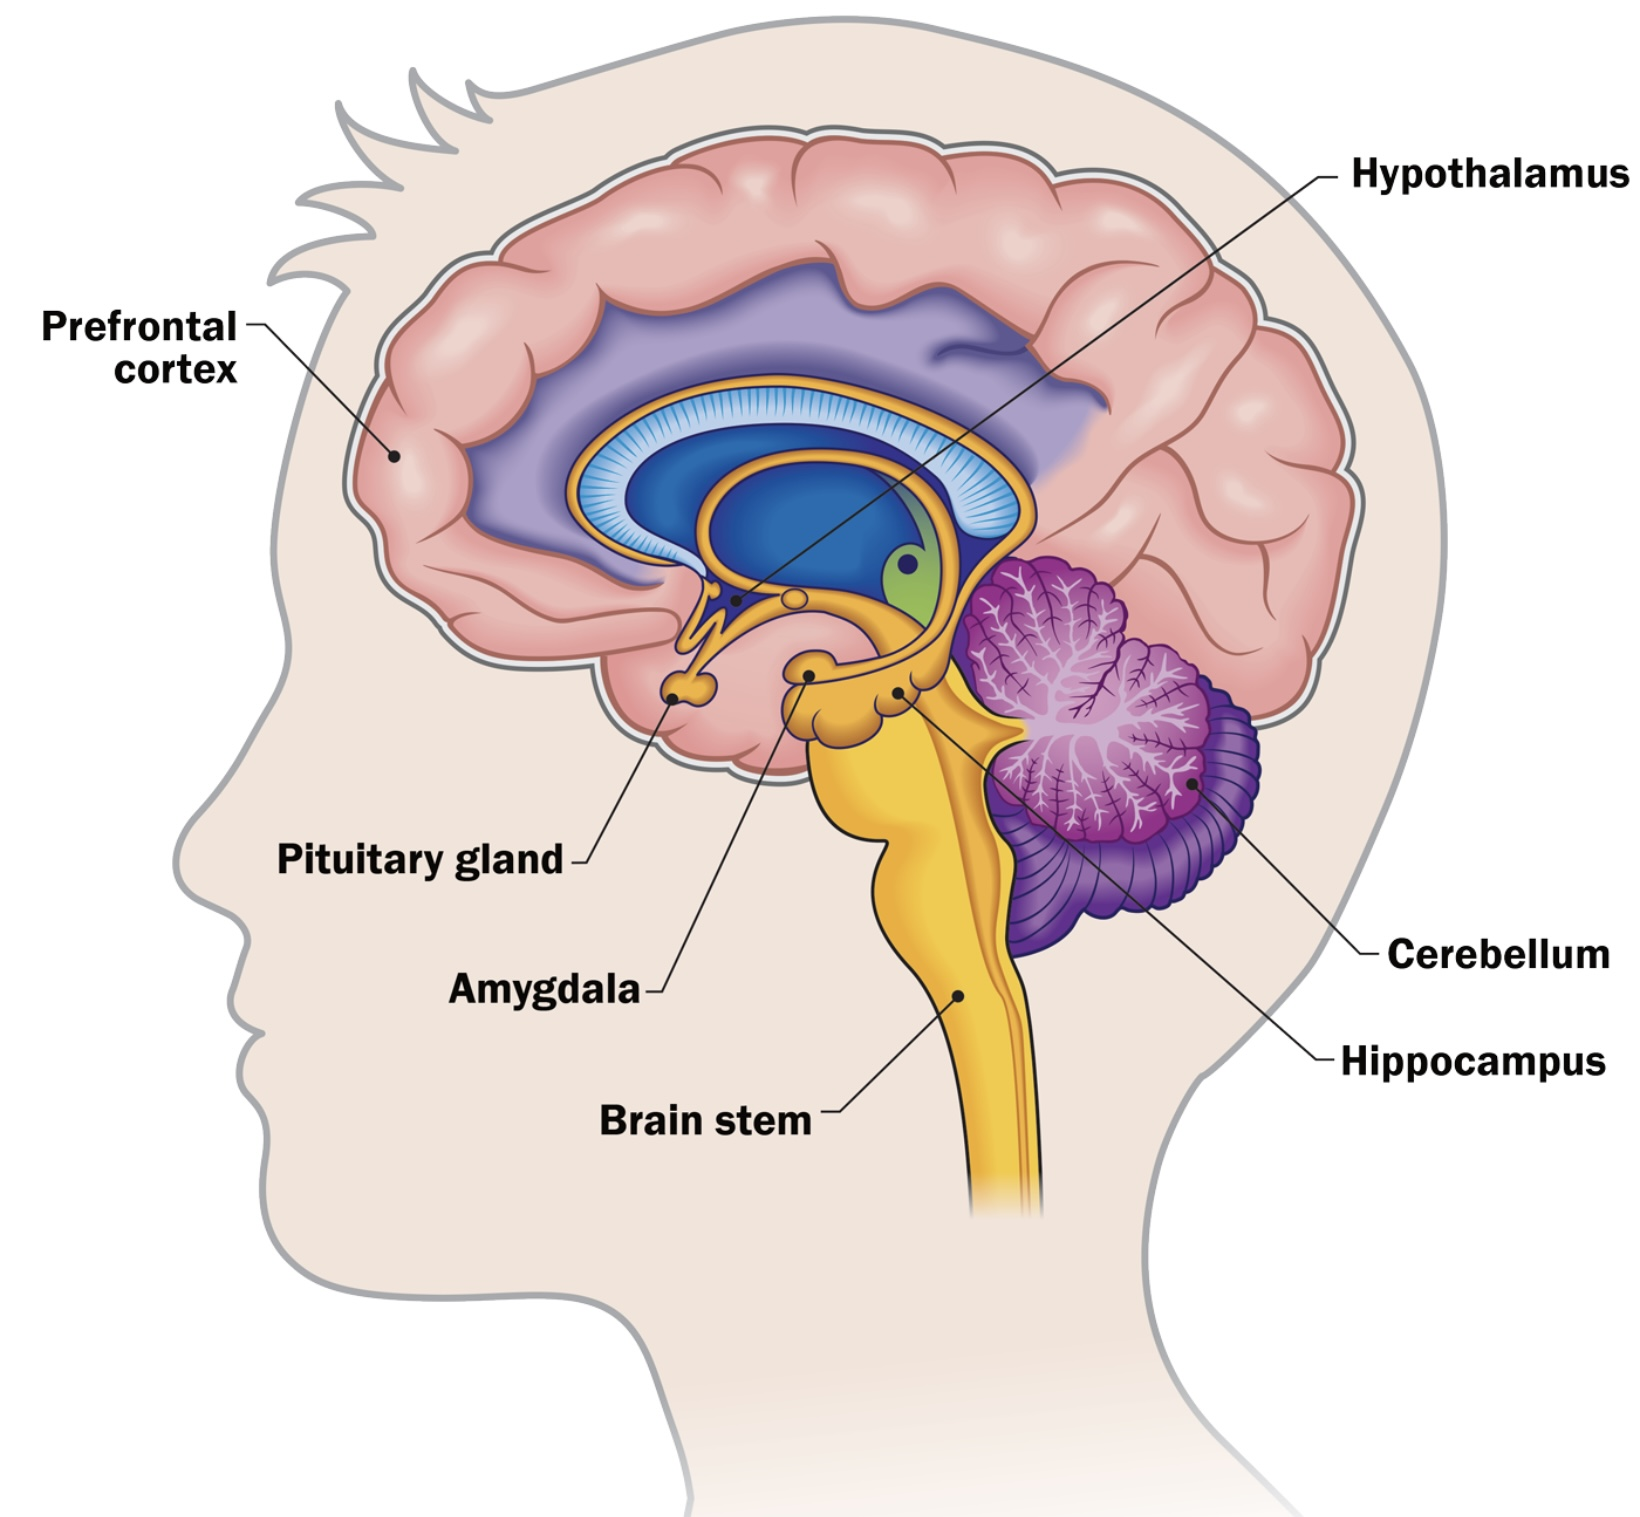 Hypothalamus
Prefrontal
cortex
Pituitary gland
Cerebellum
Amygdala
Hippocampus
Brain stem